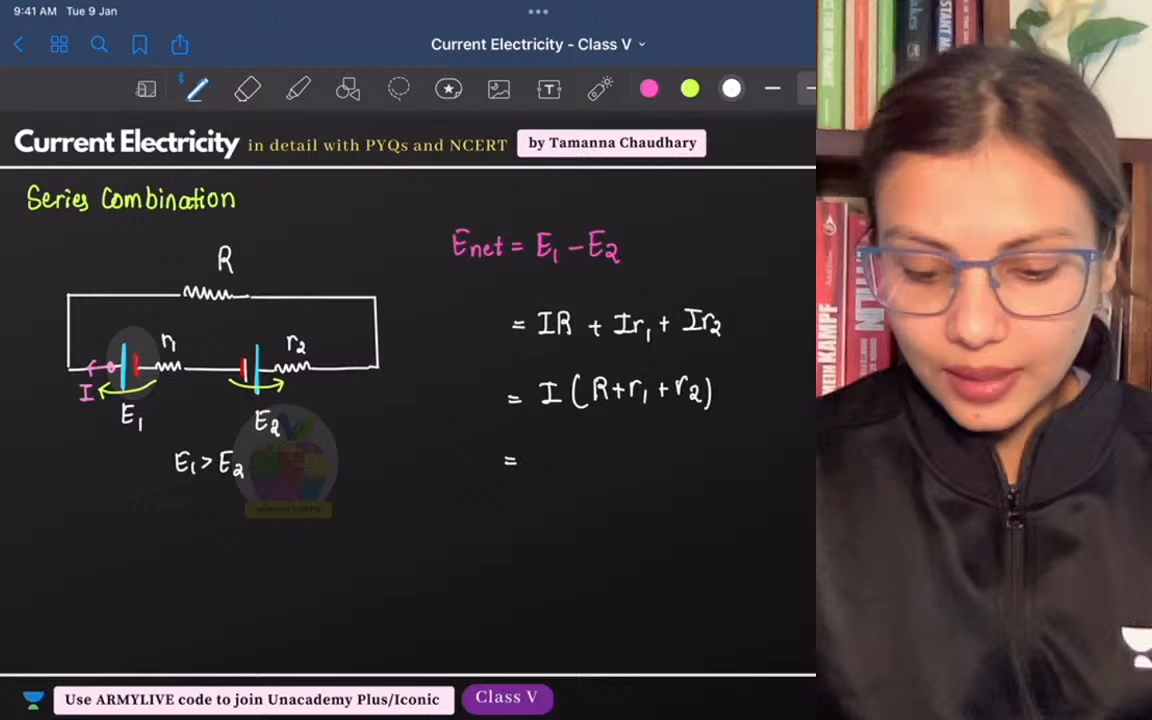 9:41 AM Tue 9 Jan
Current Electricity - Class V
Current Electricity in detail with PYQs and NCERT by Tamanna Chaudhary
Series Combination
R
r1
r2
I
E1
E2
E1 > E2
Enet = E1 - E2
= IR + Ir1 + Ir2
= I (R+r1 + r2)
=
MEIN KAMPF
Use ARMYLIVE code to join Unacademy Plus/Iconic
Class V